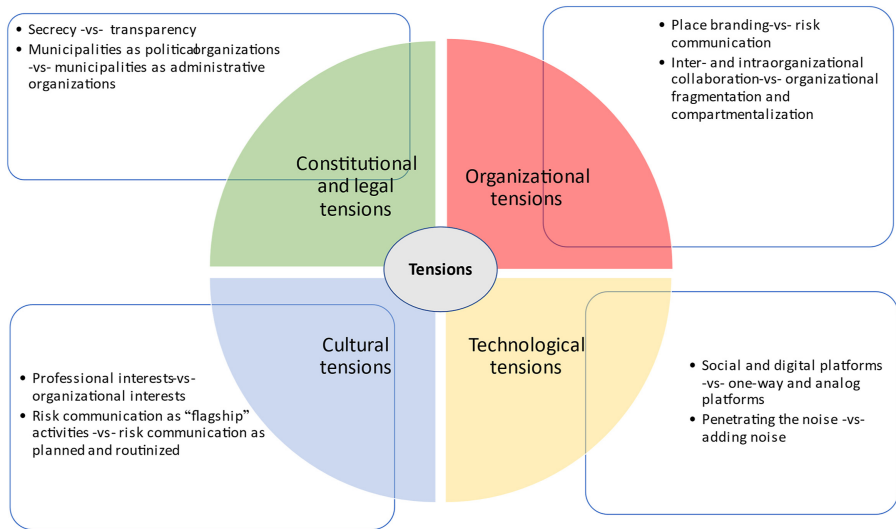 • Secrecy -vs- transparency
• Municipalities as political organizations
-vs- municipalities as administrative
organizations
• Place branding-vs- risk
communication
• Inter- and intraorganizational
collaboration-vs- organizational
fragmentation and
compartmentalization
Constitutional
and legal
tensions
Organizational
tensions
Tensions
Cultural
tensions
Technological
tensions
• Professional interests-vs-
organizational interests
• Risk communication as “flagship”
activities -vs- risk communication as
planned and routinized
• Social and digital platforms
-vs- one-way and analog
platforms
• Penetrating the noise -vs-
adding noise